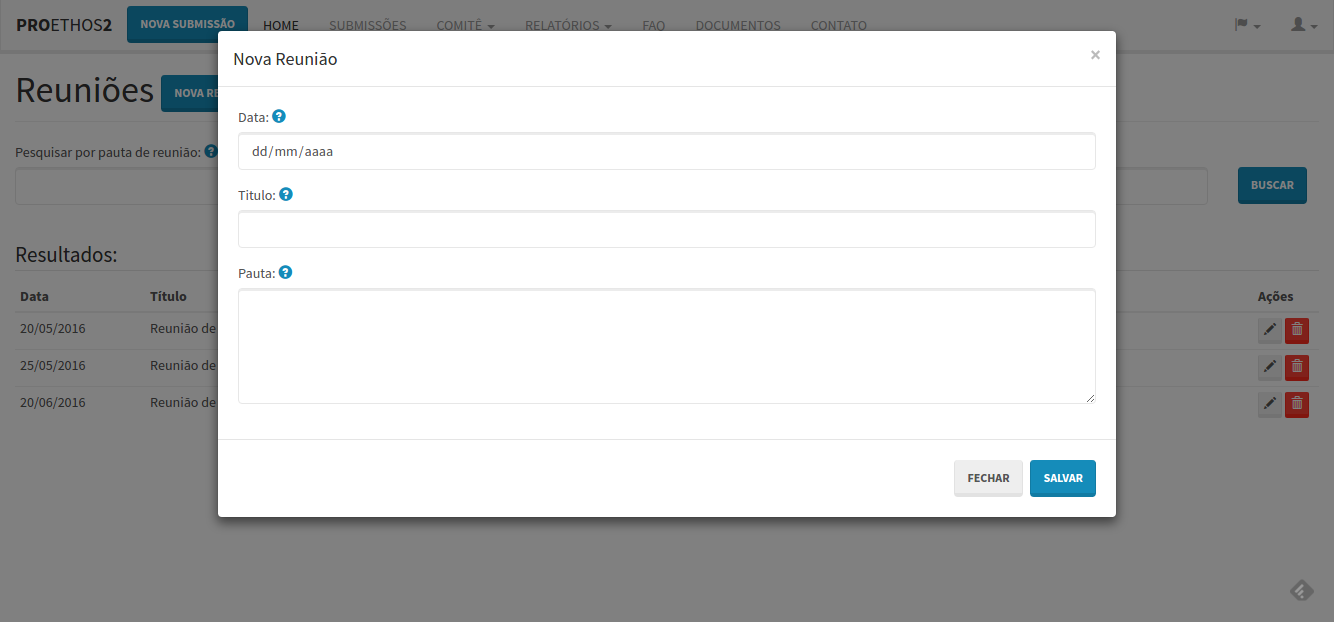 PROETHOS2 NOVA SUBMISSÃO HOME SUBMISSÕES COMITÊ RELATÓRIOS FAQ DOCUMENTOS CONTATO
Nova Reunião ×
Reuniões NOVA RE
Data:
dd/mm/aaaa
Pesquisar por pauta de reunião:
BUSCAR
Titulo:
Resultados:
Pauta:
Data Título Ações
20/05/2016 Reunião de
25/05/2016 Reunião de
20/06/2016 Reunião de
FECHAR SALVAR